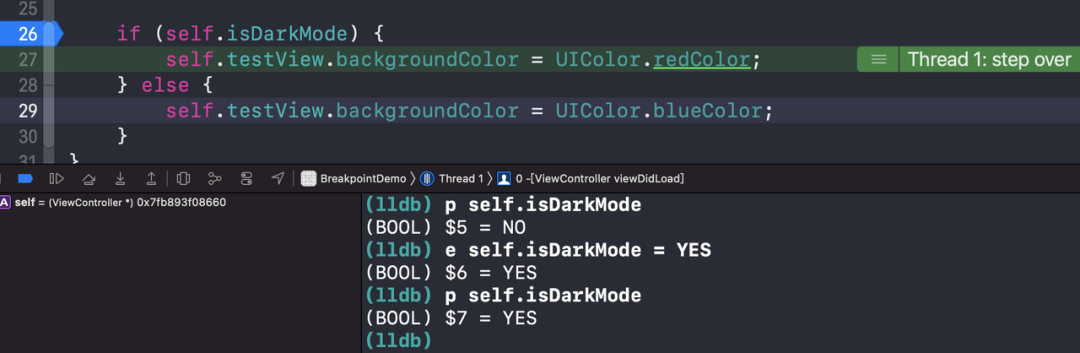 25
26 if (self.isDarkMode) {
27 self.testView.backgroundColor = UIColor.redColor; Thread 1: step over
28 } else {
29 self.testView.backgroundColor = UIColor.blueColor;
30 }
31 }
BreakpointDemo 〉 Thread 1 〉 0 -[ViewController viewDidLoad]
A self = (ViewController *) 0x7fb893f08660
(lldb) p self.isDarkMode
(BOOL) $5 = NO
(lldb) e self.isDarkMode = YES
(BOOL) $6 = YES
(lldb) p self.isDarkMode
(BOOL) $7 = YES
(lldb)